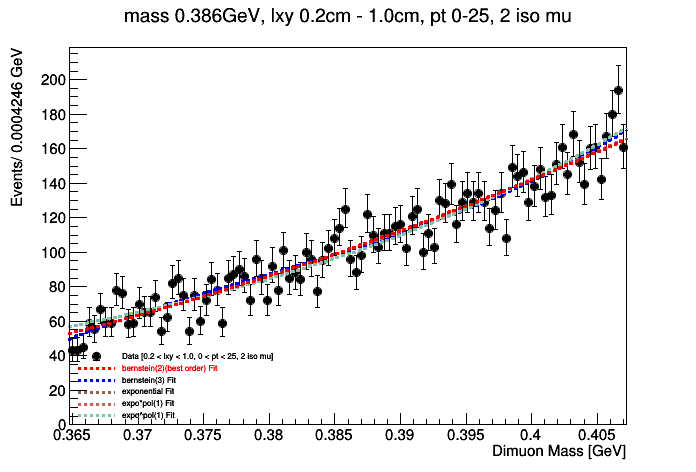 mass 0.386GeV, lxy 0.2cm - 1.0cm, pt 0-25, 2 iso mu
Events/ 0.0004246 GeV
200
180
160
140
120
100
80
60
40
20
0
Data [0.2 < lxy < 1.0, 0 < pt < 25, 2 iso mu]
bernstein(2)(best order) Fit
bernstein(3) Fit
exponential Fit
expo*pol(1) Fit
expo*pol(1) Fit
0.365 0.37 0.375 0.38 0.385 0.39 0.395 0.4 0.405
Dimuon Mass [GeV]